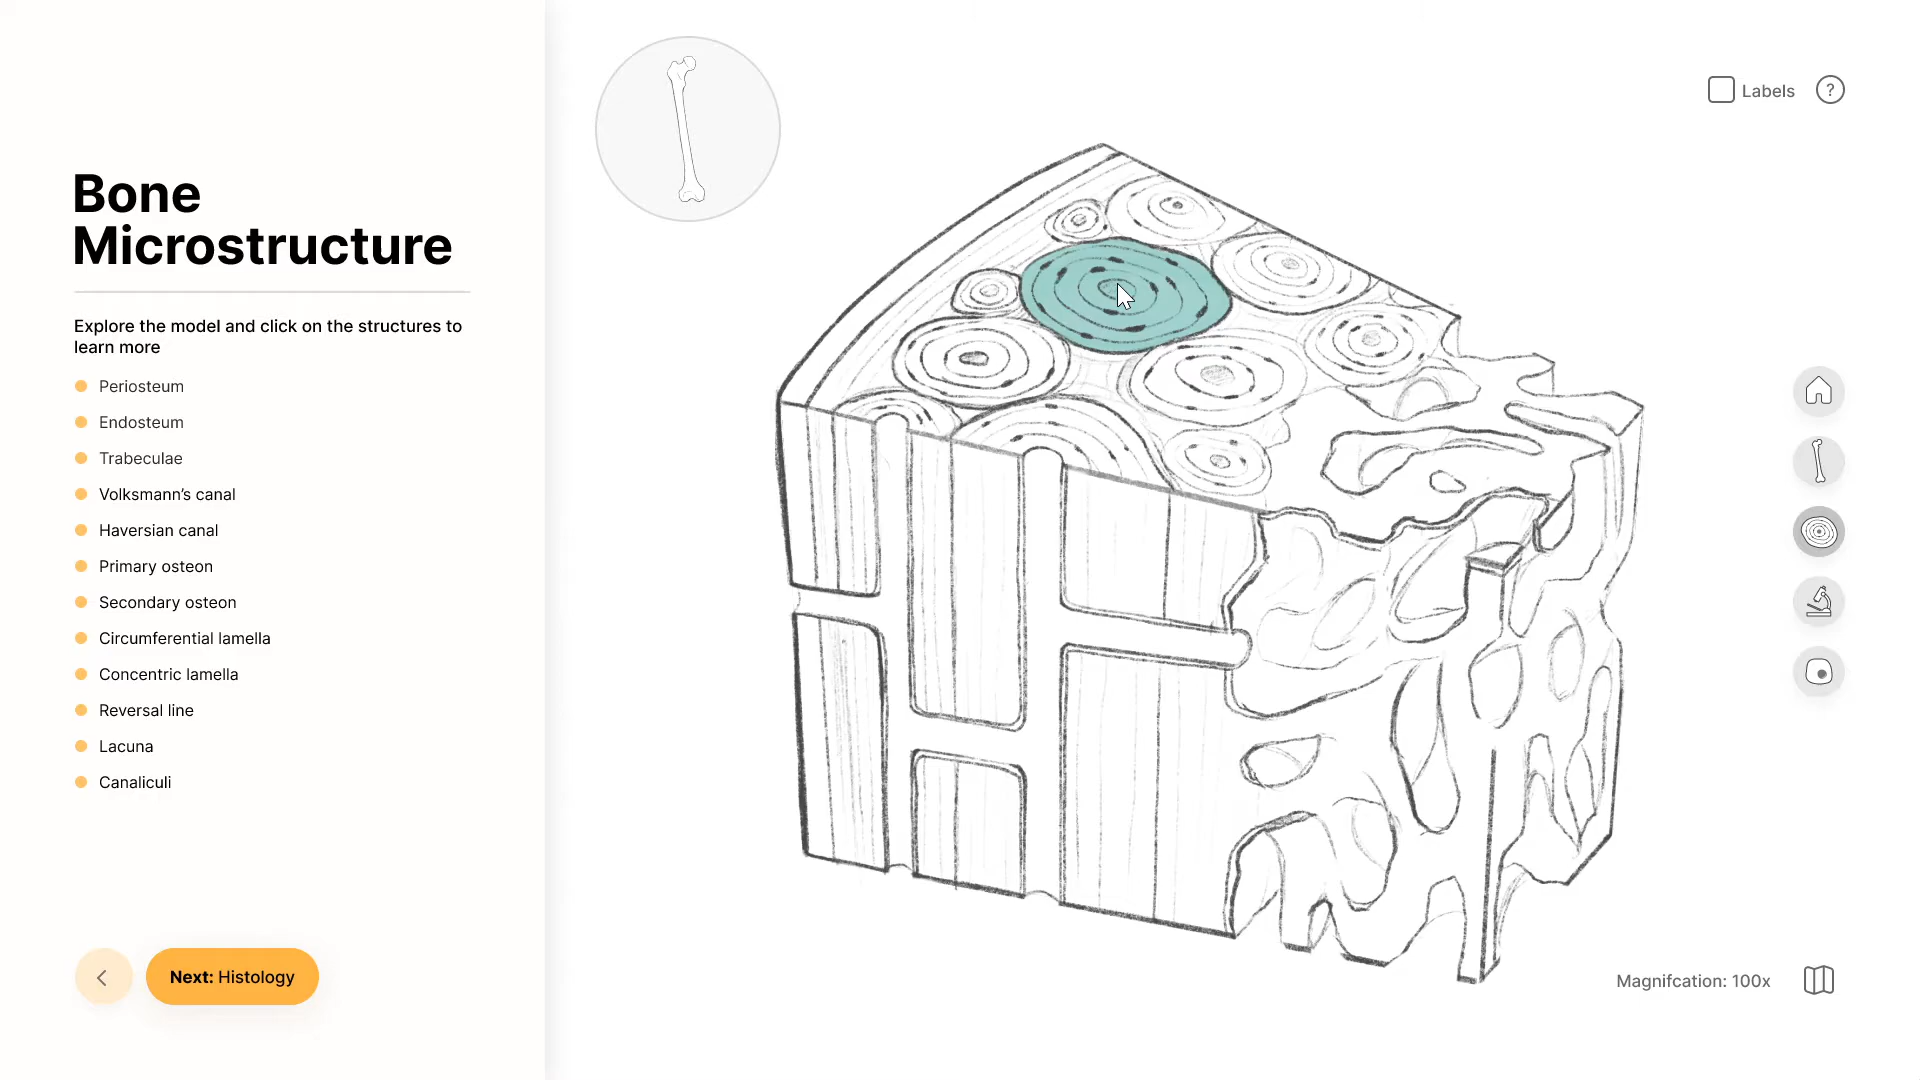 Labels
?
Bone
Microstructure
Explore the model and click on the structures to
learn more
Periosteum
Endosteum
Trabeculae
Volksmann’s canal
Haversian canal
Primary osteon
Secondary osteon
Circumferential lamella
Concentric lamella
Reversal line
Lacuna
Canaliculi
Next: Histology
Magnifcation: 100x